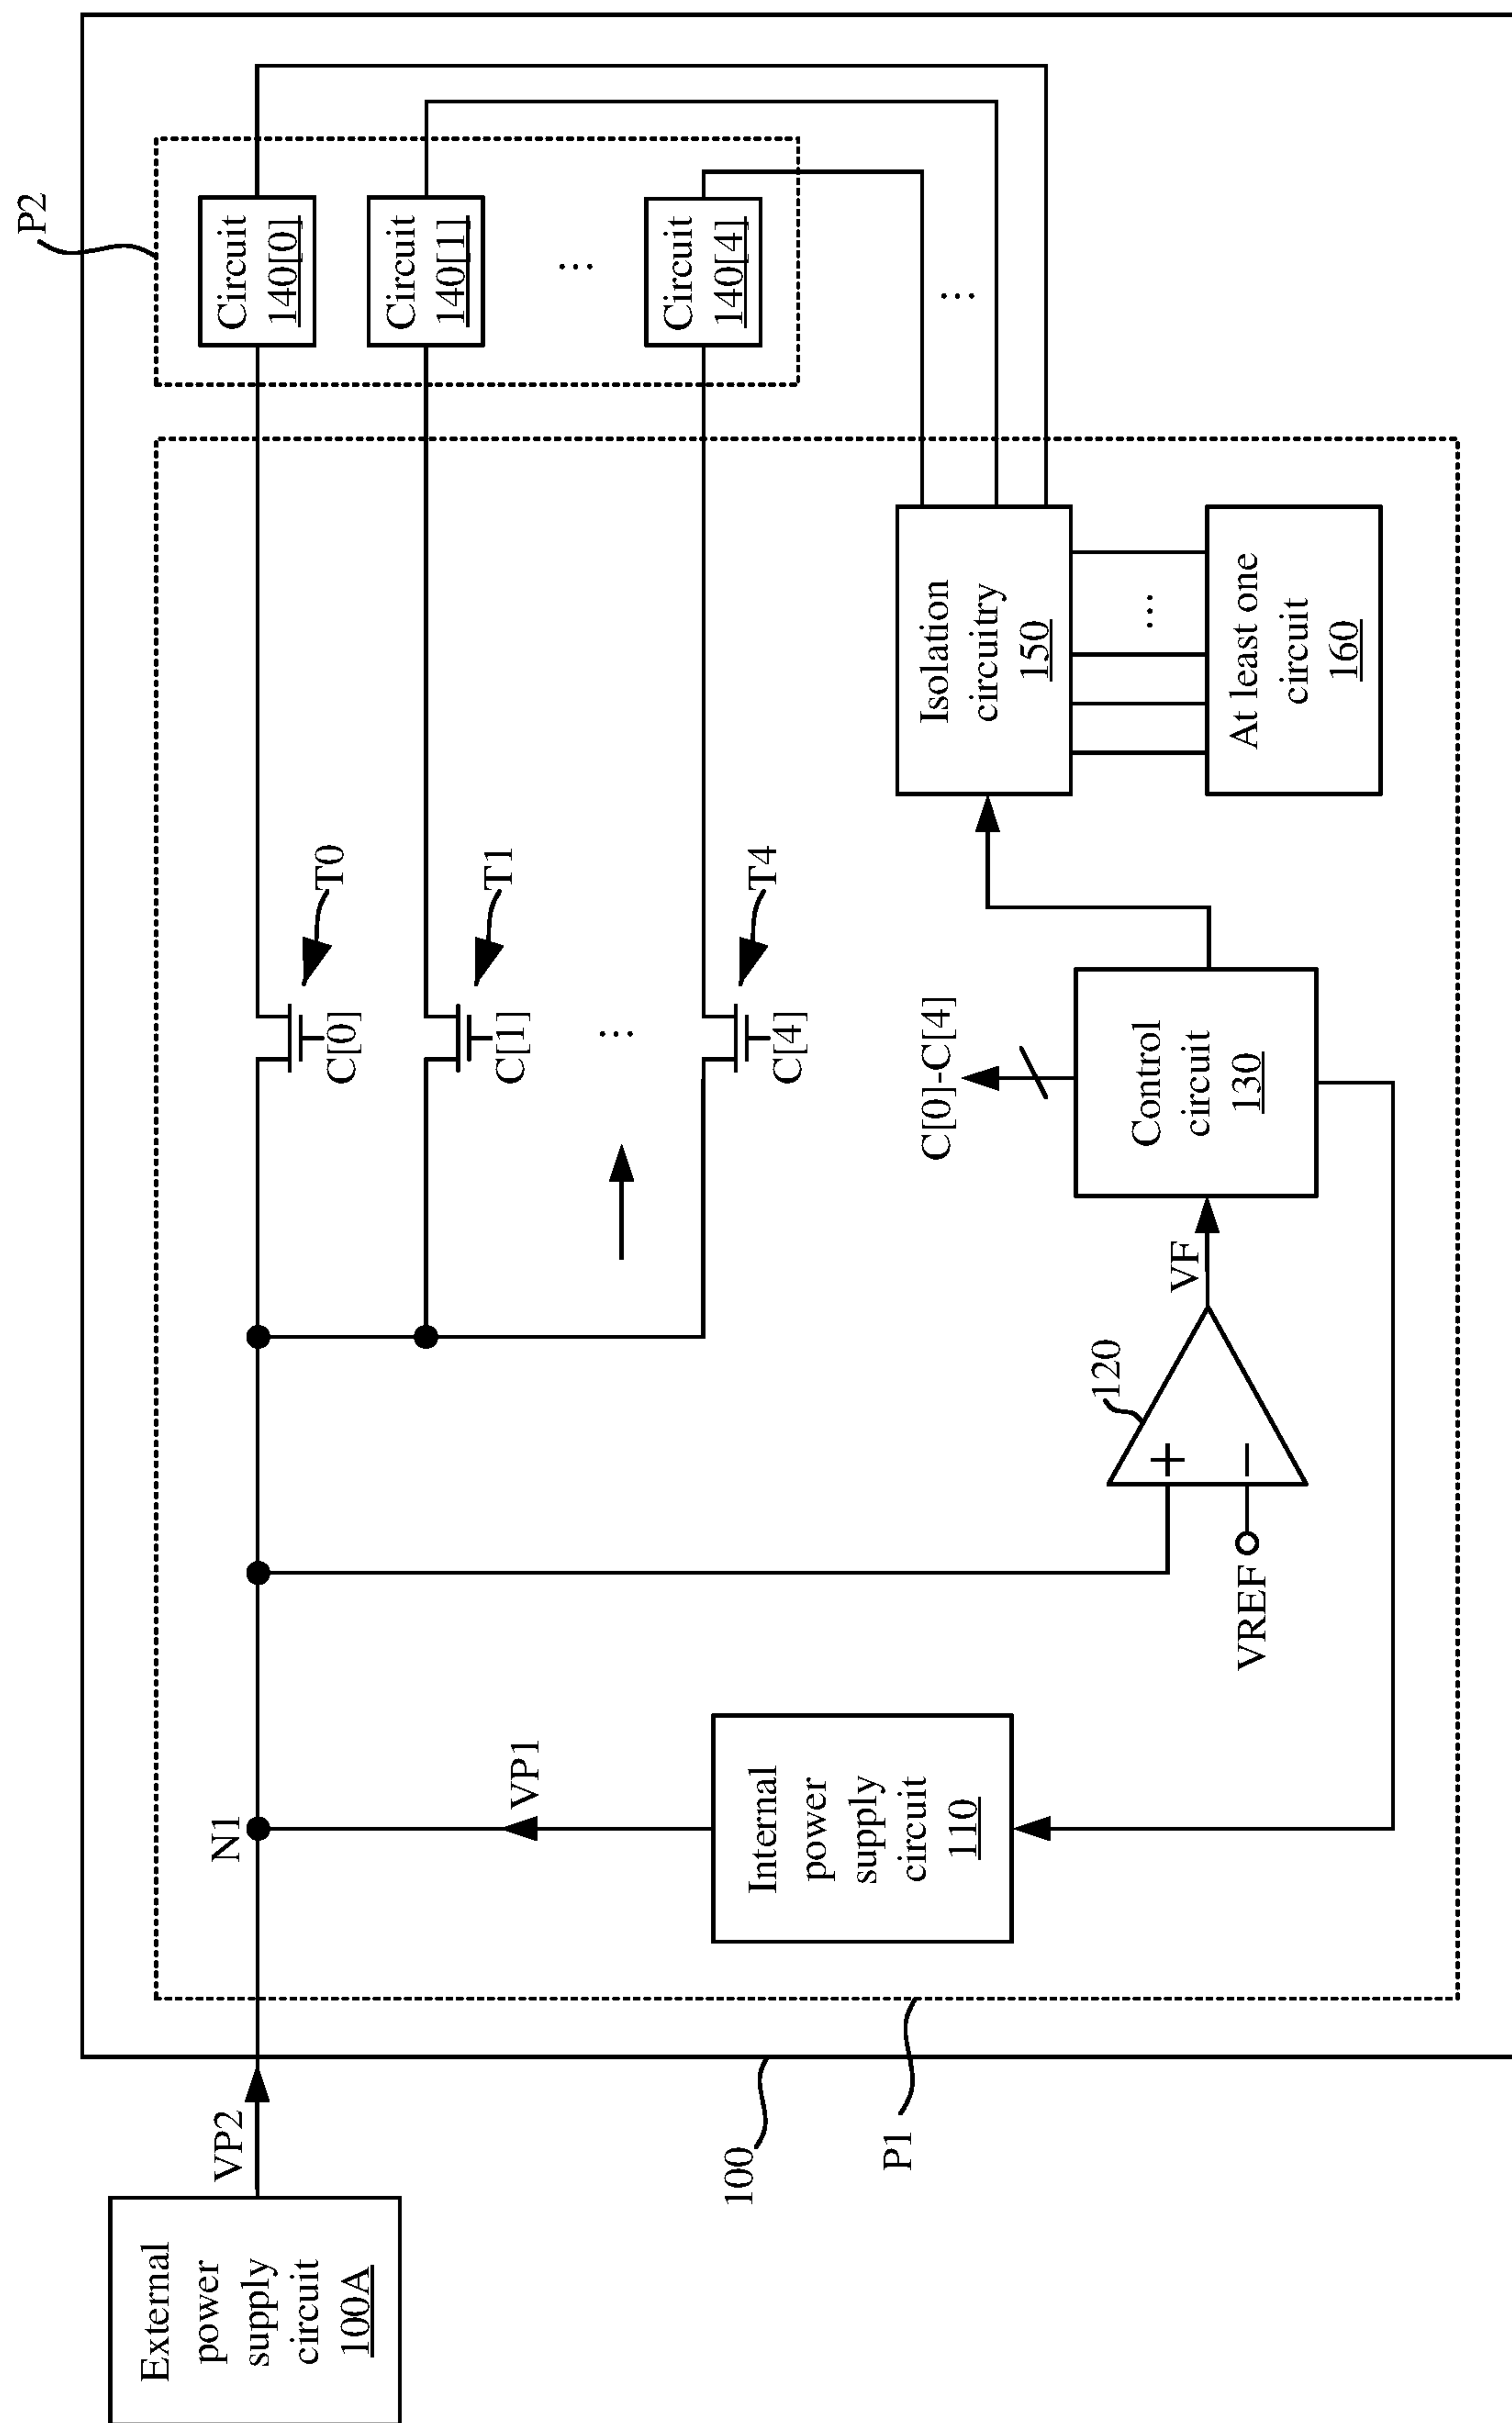 P2
Circuit
140[0]
Circuit
140[1]
...
Circuit
140[4]
...
T0
C[0]
T1
C[1]
...
T4
C[4]
Isolation
circuitry
150
...
At least one
circuit
160
C[0]-C[4]
Control
circuit
130
VF
120
+
−
VREF
N1
VP1
Internal
power
supply
circuit
110
VP2
100
P1
External
power
supply
circuit
100A